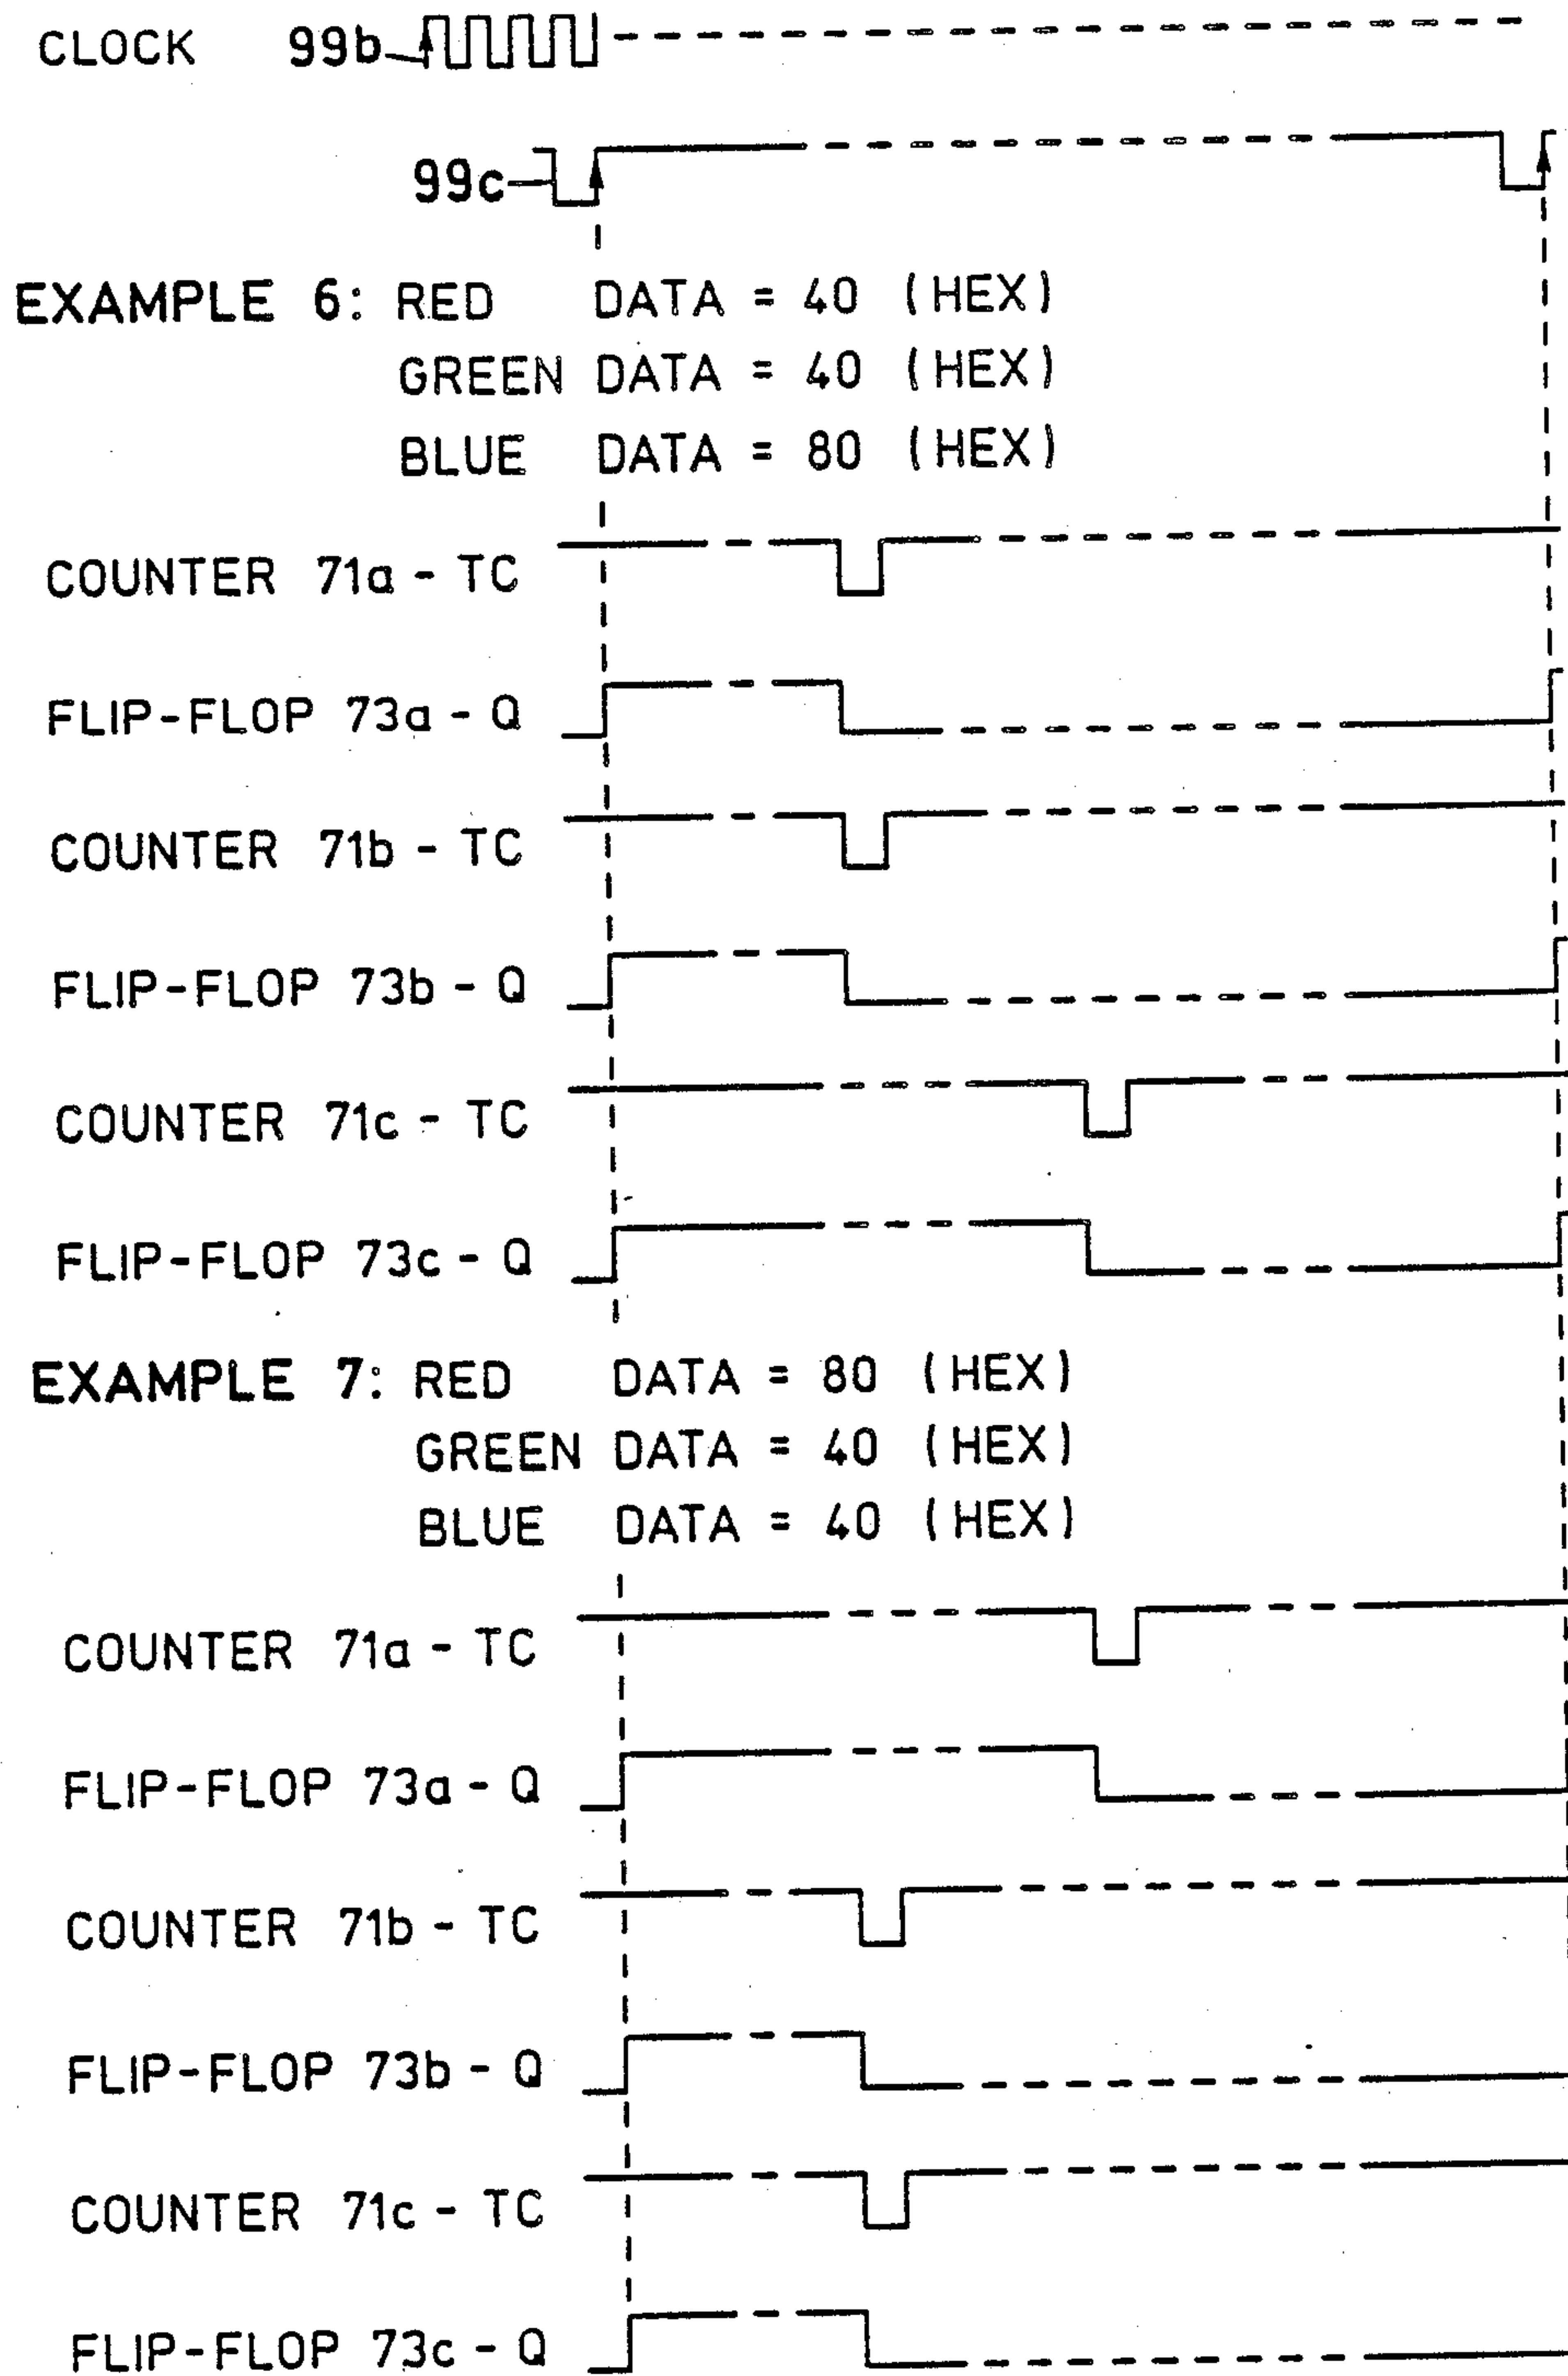 CLOCK 99b
99c
EXAMPLE 6: RED DATA = 40 (HEX)
GREEN DATA = 40 (HEX)
BLUE DATA = 80 (HEX)
COUNTER 71a - TC
FLIP-FLOP 73a - Q
COUNTER 71b - TC
FLIP-FLOP 73b - Q
COUNTER 71c - TC
FLIP-FLOP 73c - Q
EXAMPLE 7: RED DATA = 80 (HEX)
GREEN DATA = 40 (HEX)
BLUE DATA = 40 (HEX)
COUNTER 71a - TC
FLIP-FLOP 73a - Q
COUNTER 71b - TC
FLIP-FLOP 73b - Q
COUNTER 71c - TC
FLIP-FLOP 73c - Q